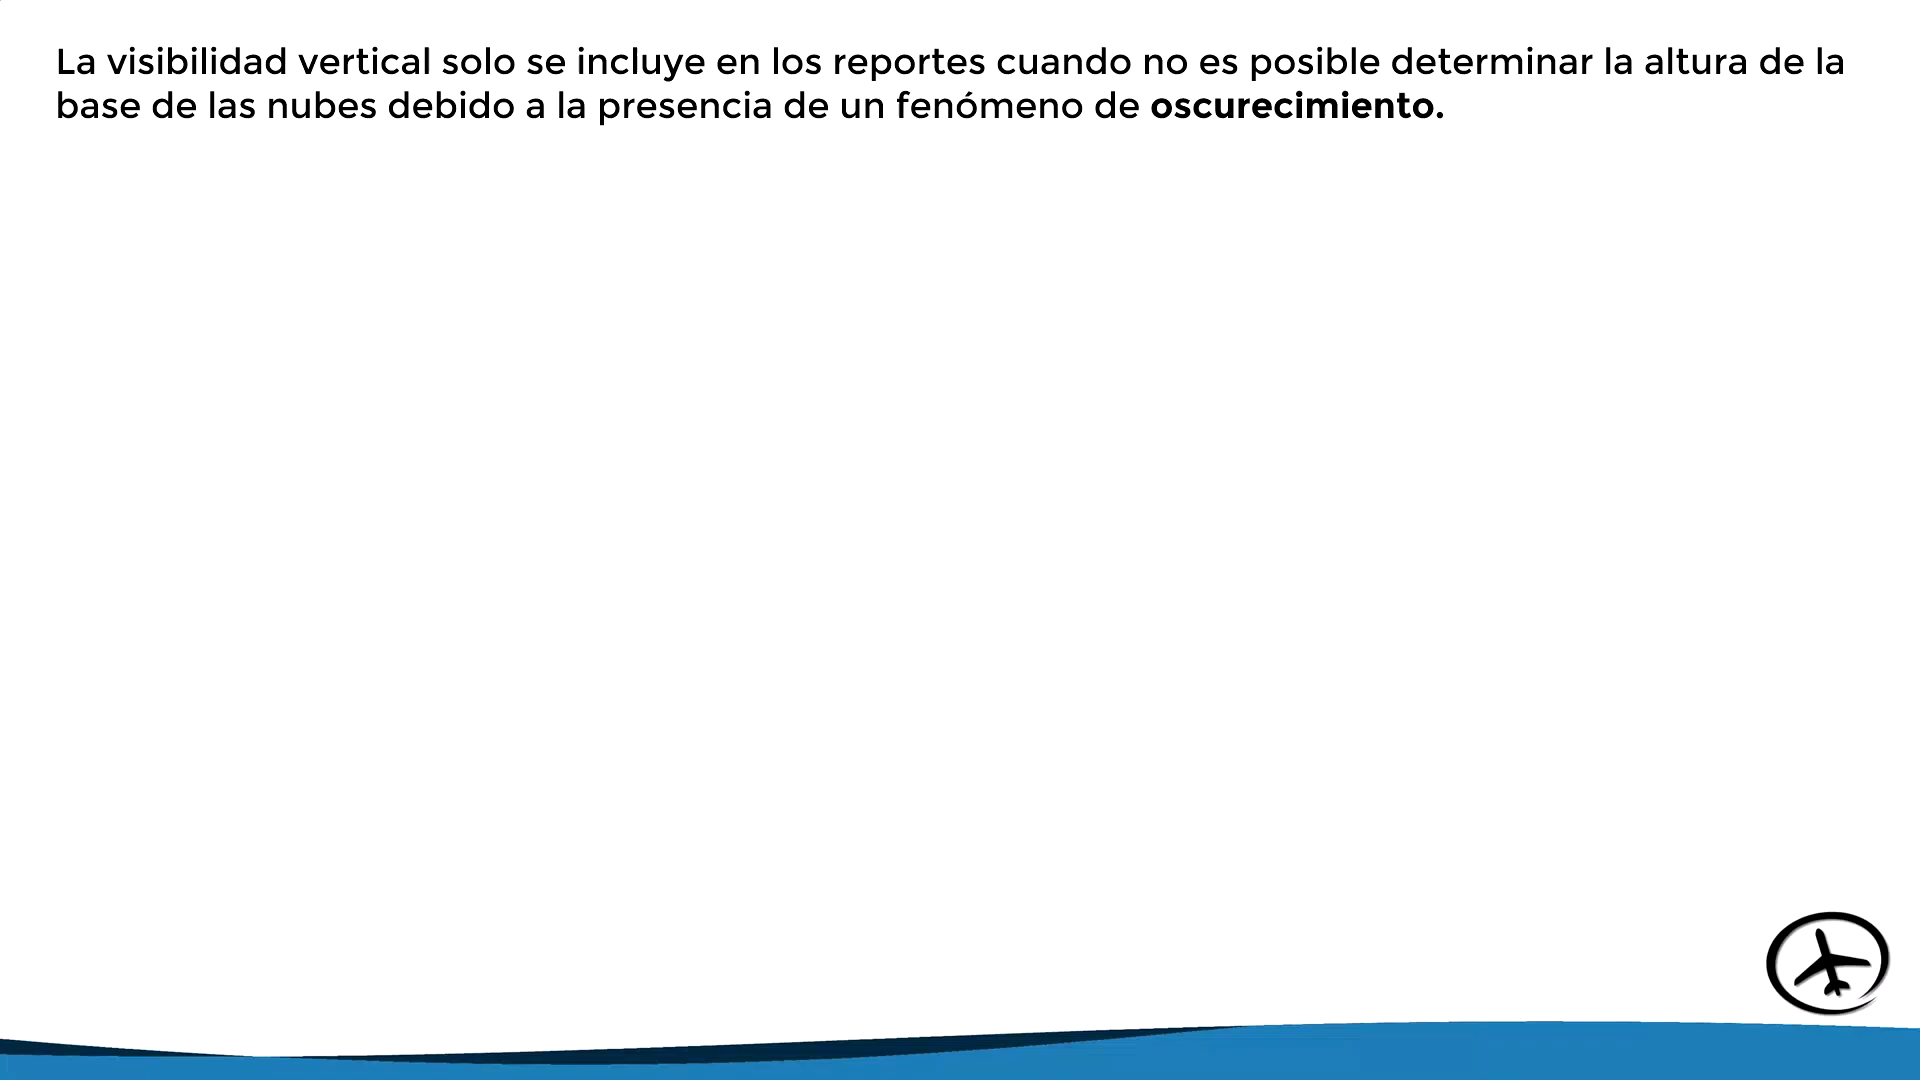 La visibilidad vertical solo se incluye en los reportes cuando no es posible determinar la altura de la
base de las nubes debido a la presencia de un fenómeno de oscurecimiento.